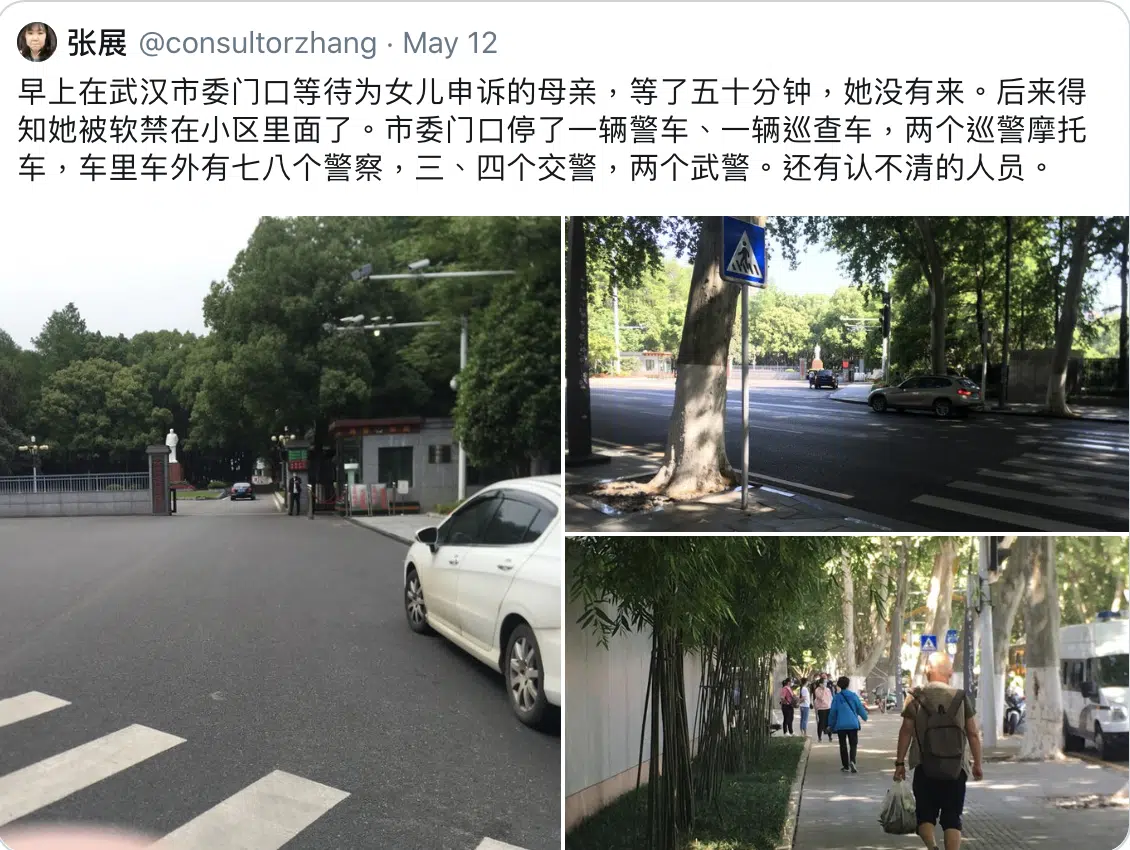 张展 @consultorzhang · May 12
早上在武汉市委门口等待为女儿申诉的母亲，等了五十分钟，她没有来。后来得
知她被软禁在小区里面了。市委门口停了一辆警车、一辆巡查车，两个巡警摩托
车，车里车外有七八个警察，三、四个交警，两个武警。还有认不清的人员。